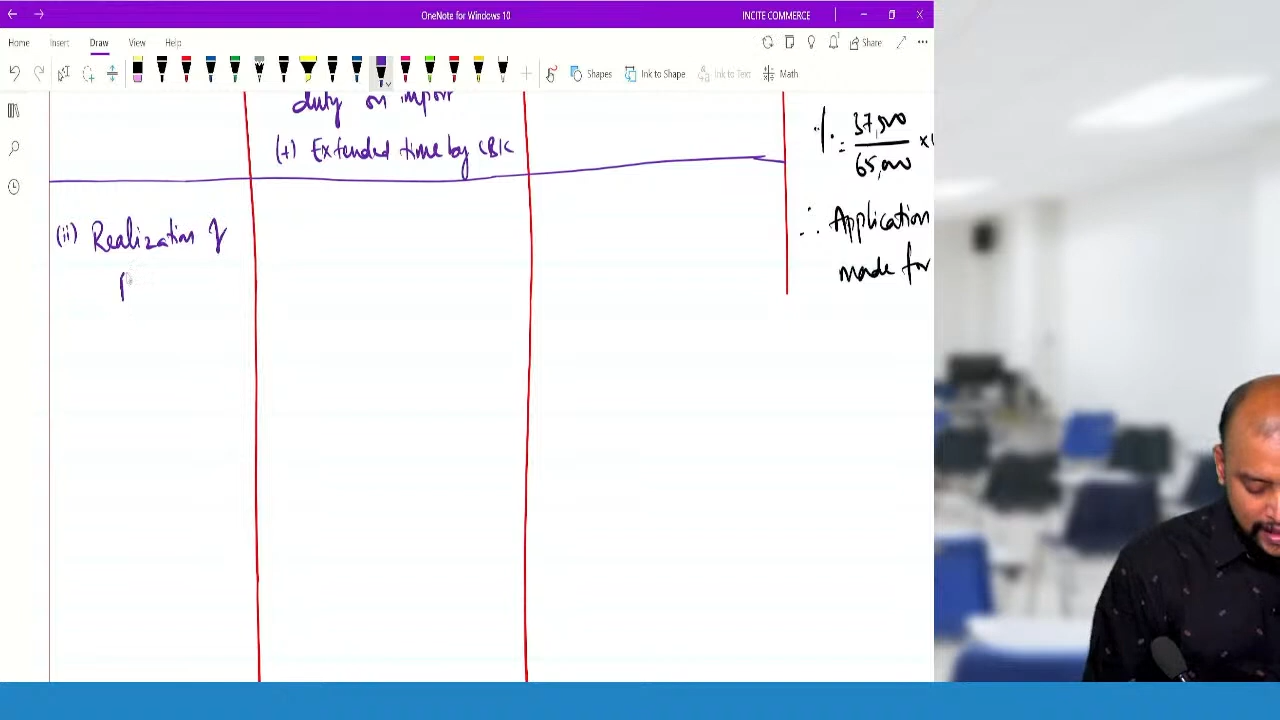 OneNote for Windows 10
INCITE COMMERCE
Home Insert Draw View Help
Share
Shapes
Ink to Shape
Ink to Text
Math
duty on import
(+) Extended time by CBIC
(ii) Realization of
% = 37,500
65,000
×1
∴ Application
made for